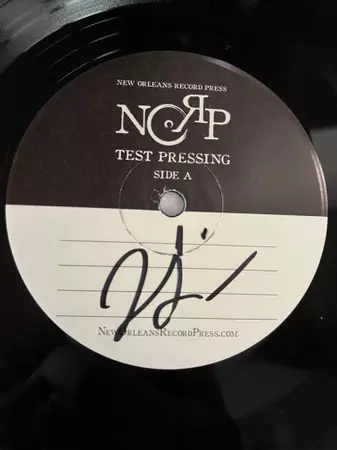 NEW ORLEANS RECORD PRESS
NORP
TEST PRESSING
SIDE A
NEWORLEANSRECORDPRESS.COM